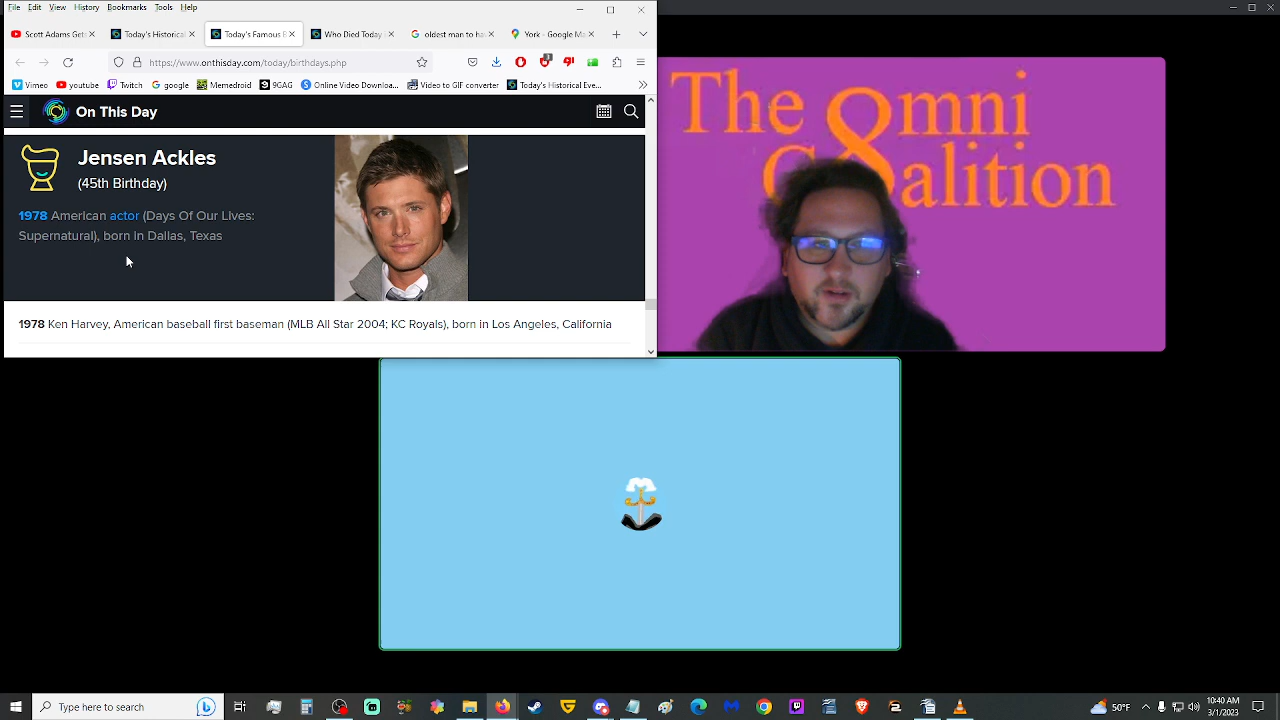 File Edit View History Bookmarks Tools Help
Scott Adams Get
Today's Historical
Today's Famous B
Who Died Today
oldest man to ha
York - Google Ma
https://www.onthisday.com/today/birthdays.php
Vimeo youtube Twitch google Memedroid 9GAG Online Video Downloa... Video to GIF converter Today's Historical Eve...
On This Day
Jensen Ackles
(45th Birthday)
1978 American actor (Days Of Our Lives:
Supernatural), born in Dallas, Texas
1978 Ken Harvey, American baseball first baseman (MLB All Star 2004; KC Royals), born in Los Angeles, California
The Omni
Coalition
Type here to search
50°F
10:40 AM
3/1/2023